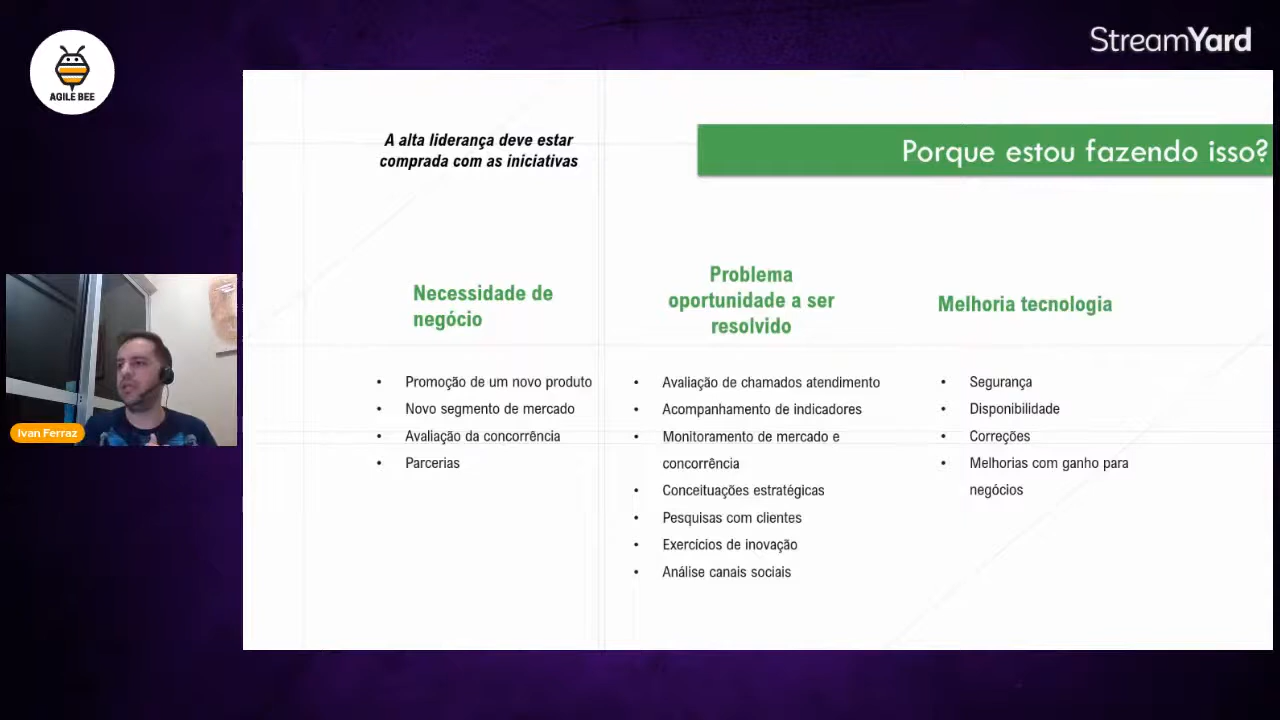 AGILE BEE
StreamYard
A alta liderança deve estar
comprada com as iniciativas
Porque estou fazendo isso?
Necessidade de
negócio
Promoção de um novo produto
Novo segmento de mercado
Avaliação da concorrência
Parcerias
Problema
oportunidade a ser
resolvido
Avaliação de chamados atendimento
Acompanhamento de indicadores
Monitoramento de mercado e
concorrência
Conceituações estratégicas
Pesquisas com clientes
Exercícios de inovação
Análise canais sociais
Melhoria tecnologia
Segurança
Disponibilidade
Correções
Melhorias com ganho para
negócios
Ivan Ferraz